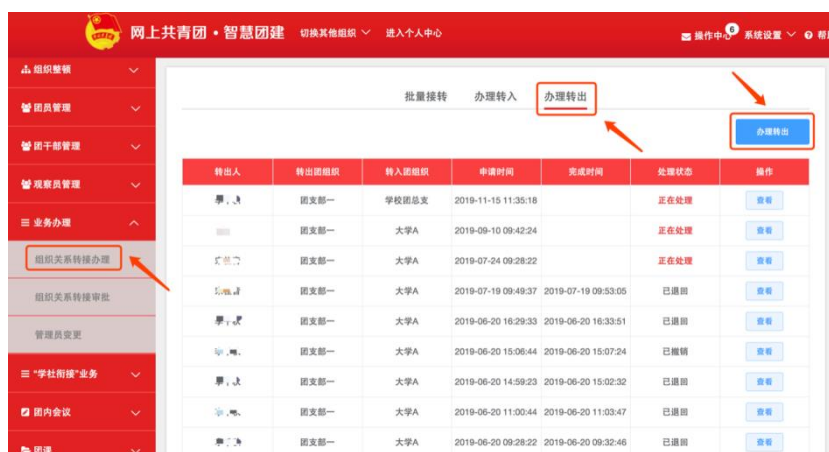 网上共青团·智慧团建 切换其他组织 进入个人中心 操作中心 6 系统设置 帮
组织整顿
团员管理
团干部管理
观察员管理
业务办理
组织关系转接办理
组织关系转接审批
管理员变更
"学社衔接"业务
团内会议
团课
批量接转 办理转入 办理转出
办理转出
转出人 转出团组织 转入团组织 申请时间 完成时间 处理状态 操作
团支部一 学校团总支 2019-11-15 11:35:18 正在处理 查看
团支部一 大学A 2019-09-10 09:42:24 正在处理 查看
团支部一 大学A 2019-07-24 09:28:22 正在处理 查看
团支部一 大学A 2019-07-19 09:49:37 2019-07-19 09:53:05 已退回 查看
团支部一 大学A 2019-06-20 16:29:33 2019-06-20 16:33:51 已退回 查看
团支部一 大学A 2019-06-20 15:06:44 2019-06-20 15:07:24 已撤销 查看
团支部一 大学A 2019-06-20 14:59:23 2019-06-20 15:02:32 已退回 查看
团支部一 大学A 2019-06-20 11:00:44 2019-06-20 11:03:47 已退回 查看
团支部一 大学A 2019-06-20 09:28:22 2019-06-20 09:32:46 已退回 查看